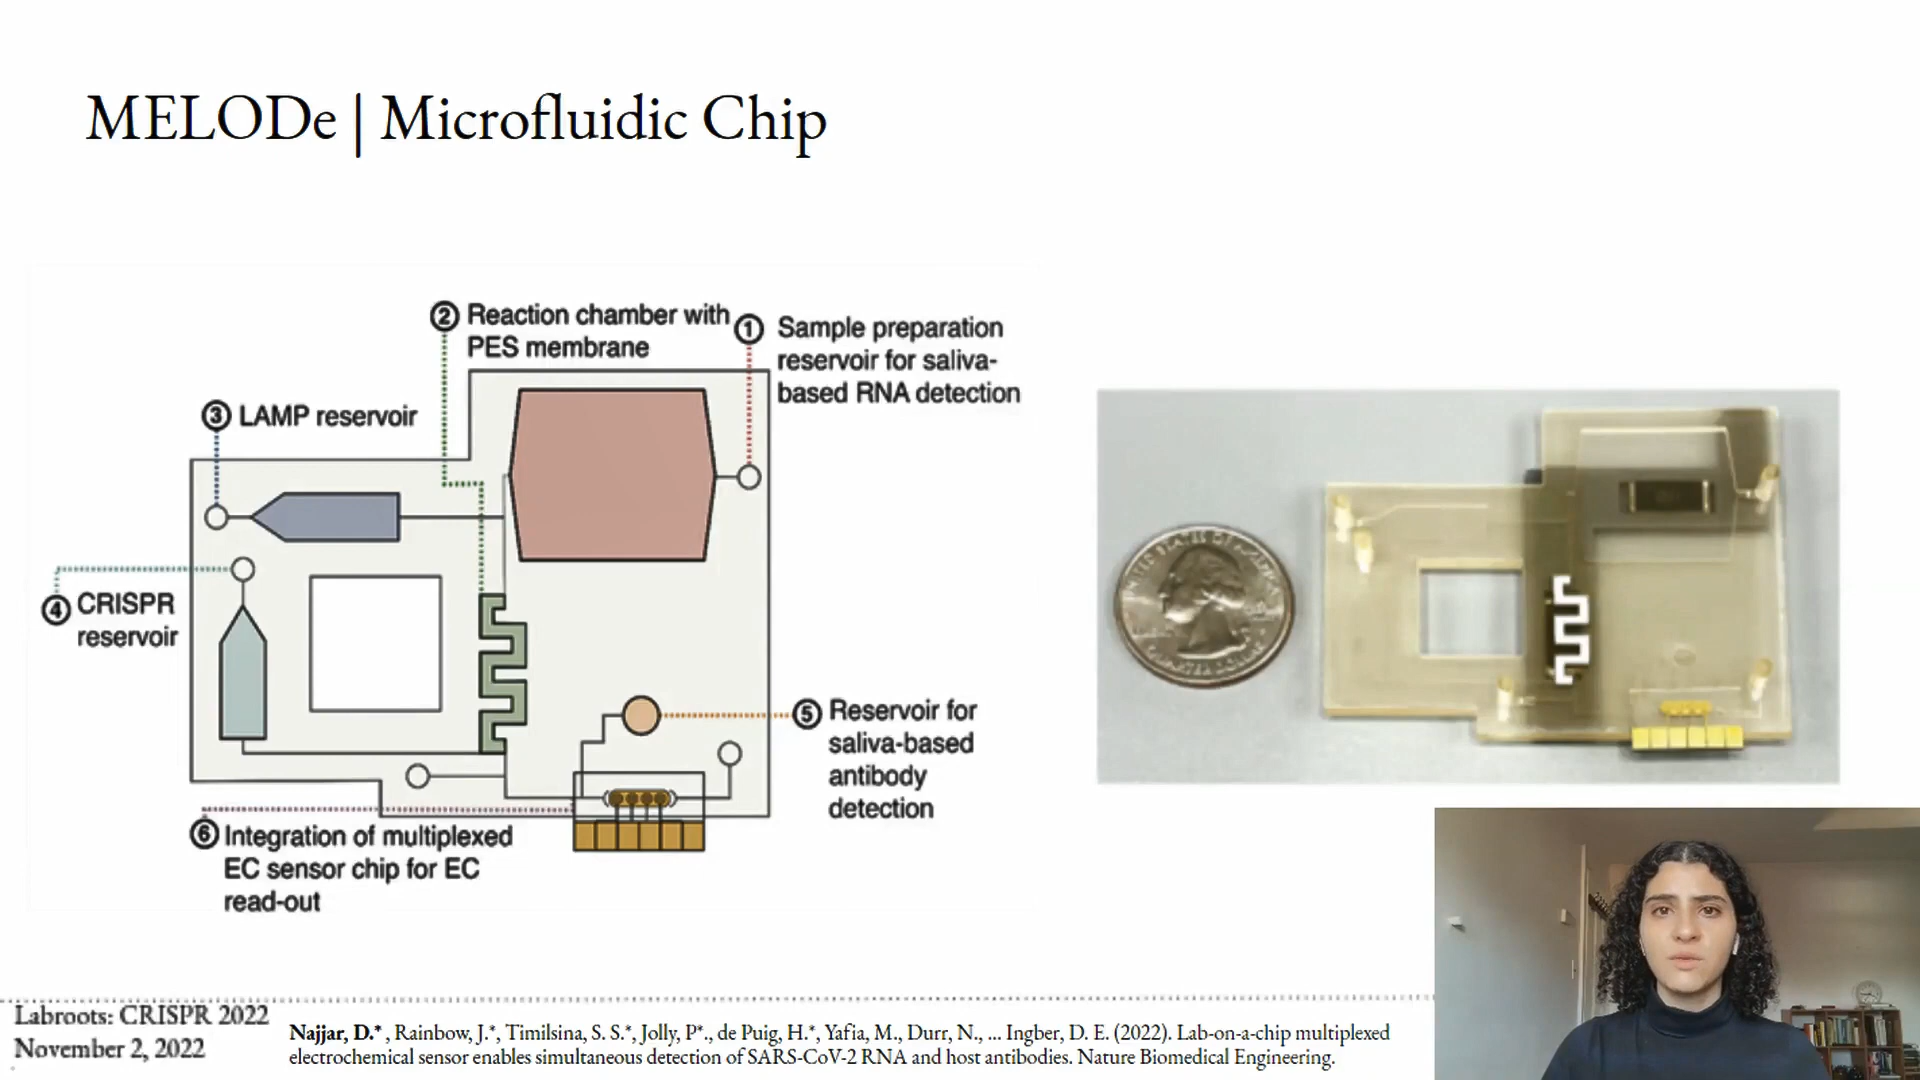 MELODe | Microfluidic Chip
② Reaction chamber with
PES membrane
① Sample preparation
reservoir for saliva-
based RNA detection
③ LAMP reservoir
④ CRISPR
reservoir
⑤ Reservoir for
saliva-based
antibody
detection
⑥ Integration of multiplexed
EC sensor chip for EC
read-out
Labroots: CRISPR 2022
November 2, 2022
Najjar, D.*, Rainbow, J.*, Timilsina, S. S.*, Jolly, P*., de Puig, H.*, Yafia, M., Durr, N., ... Ingber, D. E. (2022). Lab-on-a-chip multiplexed
electrochemical sensor enables simultaneous detection of SARS-CoV-2 RNA and host antibodies. Nature Biomedical Engineering.